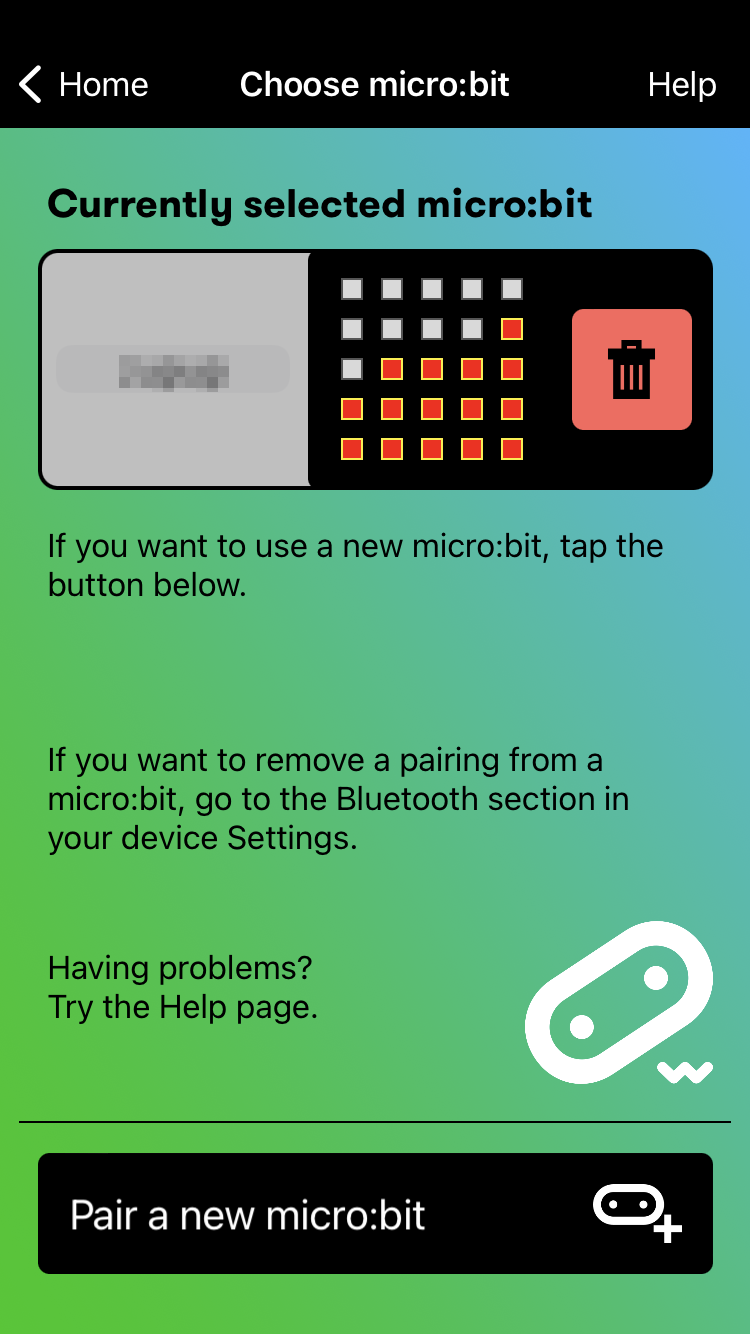 Home
Choose micro:bit
Help
Currently selected micro:bit
If you want to use a new micro:bit, tap the
button below.
If you want to remove a pairing from a
micro:bit, go to the Bluetooth section in
your device Settings.
Having problems?
Try the Help page.
Pair a new micro:bit